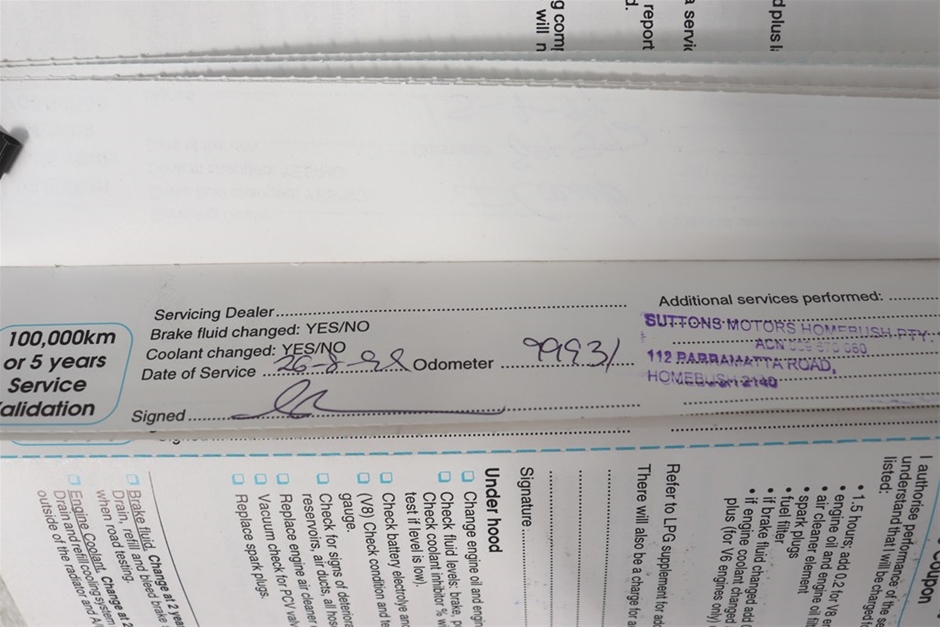 g com
will n
report
d.
a servi
d plus l
100,000km
or 5 years
Service
alidation
Servicing Dealer
Brake fluid changed: YES/NO
Coolant changed: YES/NO
Date of Service 26-8-98 Odometer 99931
Signed
Additional services performed:
SUTTONS MOTORS HOMEBUSH PTY.
ACN
112 PARRAMATTA ROAD,
HOMEBUSH 2140
Coupon
I authorise performance of the
understand that I will be charged f
listed:
• 1.5 hours; add 0.2 for V8 e
• engine oil and engine oil fi
• air cleaner element
• spark plugs
• fuel filter
• if brake fluid changed add
• if engine coolant changed
plus (for V6 engines only)
Refer to LPG supplement for ad
There will also be a charge for a
Signature
Under hood
Change engine oil and engin
Check fluid levels: brake, p
Check coolant inhibitor % w
test if level is low).
Check battery electrolye an
(V8) Check condition and te
gauge.
Check for signs of deteriora
reservoirs, air ducts, all hos
Replace engine air cleaner
Vacuum check for PCV valv
Replace spark plugs.
Brake fluid. Change at 2 yea
Drain, refill and bleed brake
when road testing.
Engine Coolant. Change at 2
Drain and refill cooling system
outside of the radiator and A/